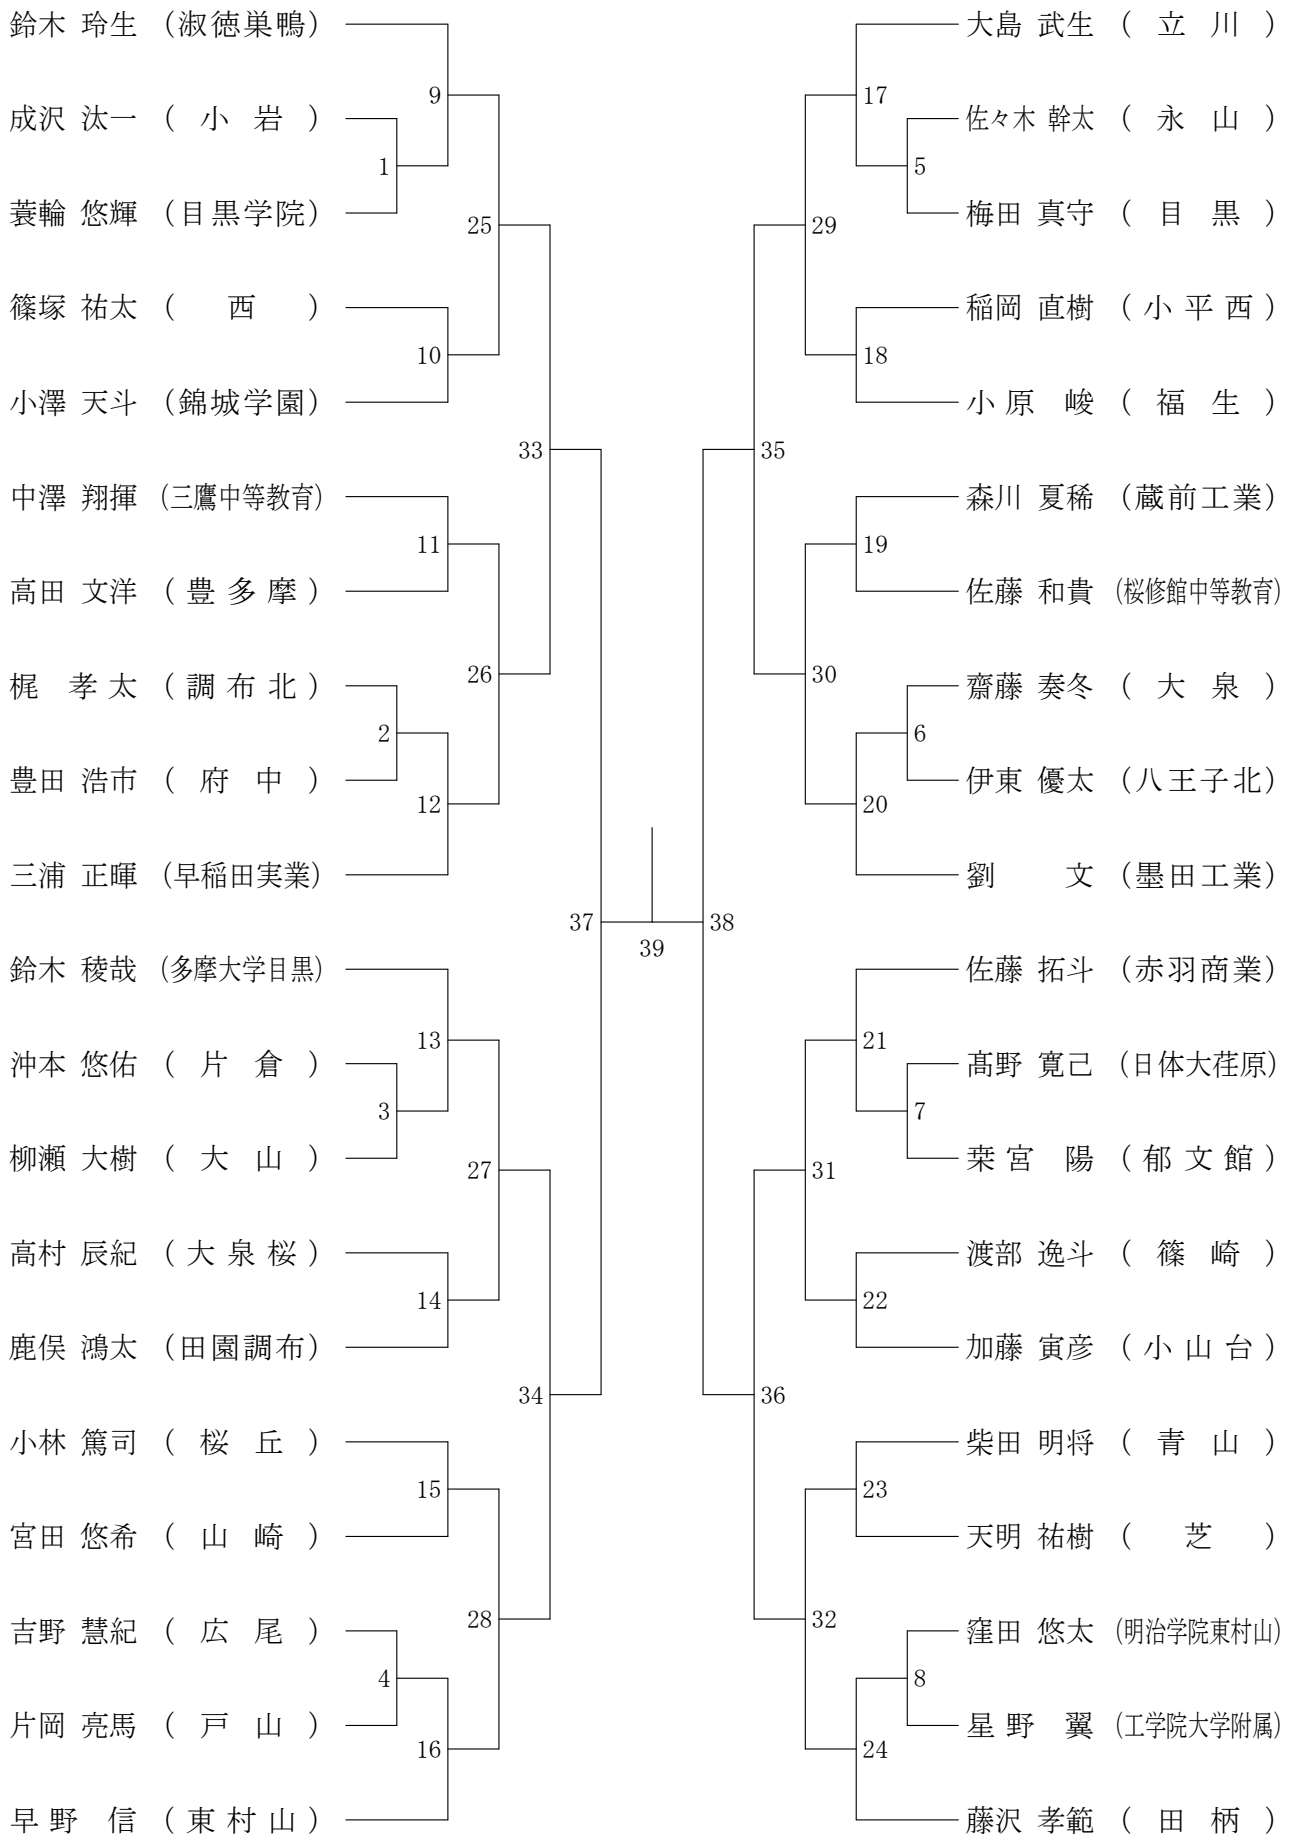 鈴木 玲生 (淑徳巣鴨)
成沢 汰一 (小岩)
蓑輪 悠輝 (目黒学院)
篠塚 祐太 (西)
小澤 天斗 (錦城学園)
中澤 翔揮 (三鷹中等教育)
高田 文洋 (豊多摩)
梶 孝太 (調布北)
豊田 浩市 (府中)
三浦 正暉 (早稲田実業)
鈴木 稜哉 (多摩大学目黒)
沖本 悠佑 (片倉)
柳瀬 大樹 (大山)
高村 辰紀 (大泉桜)
鹿俣 鴻太 (田園調布)
小林 篤司 (桜丘)
宮田 悠希 (山崎)
吉野 慧紀 (広尾)
片岡 亮馬 (戸山)
早野 信 (東村山)
1
2
3
4
9
10
11
12
13
14
15
16
25
26
27
28
33
34
37
39
38
35
36
29
30
31
32
17
18
19
20
21
22
23
24
5
6
7
8
大島 武生 (立川)
佐々木 幹太 (永山)
梅田 真守 (目黒)
稲岡 直樹 (小平西)
小原 峻 (福生)
森川 夏稀 (蔵前工業)
佐藤 和貴 (桜修館中等教育)
齋藤 奏冬 (大泉)
伊東 優太 (八王子北)
劉 文 (墨田工業)
佐藤 拓斗 (赤羽商業)
髙野 寛己 (日体大荏原)
栄宮 陽 (郁文館)
渡部 逸斗 (篠崎)
加藤 寅彦 (小山台)
柴田 明将 (青山)
天明 祐樹 (芝)
窪田 悠太 (明治学院東村山)
星野 翼 (工学院大学附属)
藤沢 孝範 (田柄)